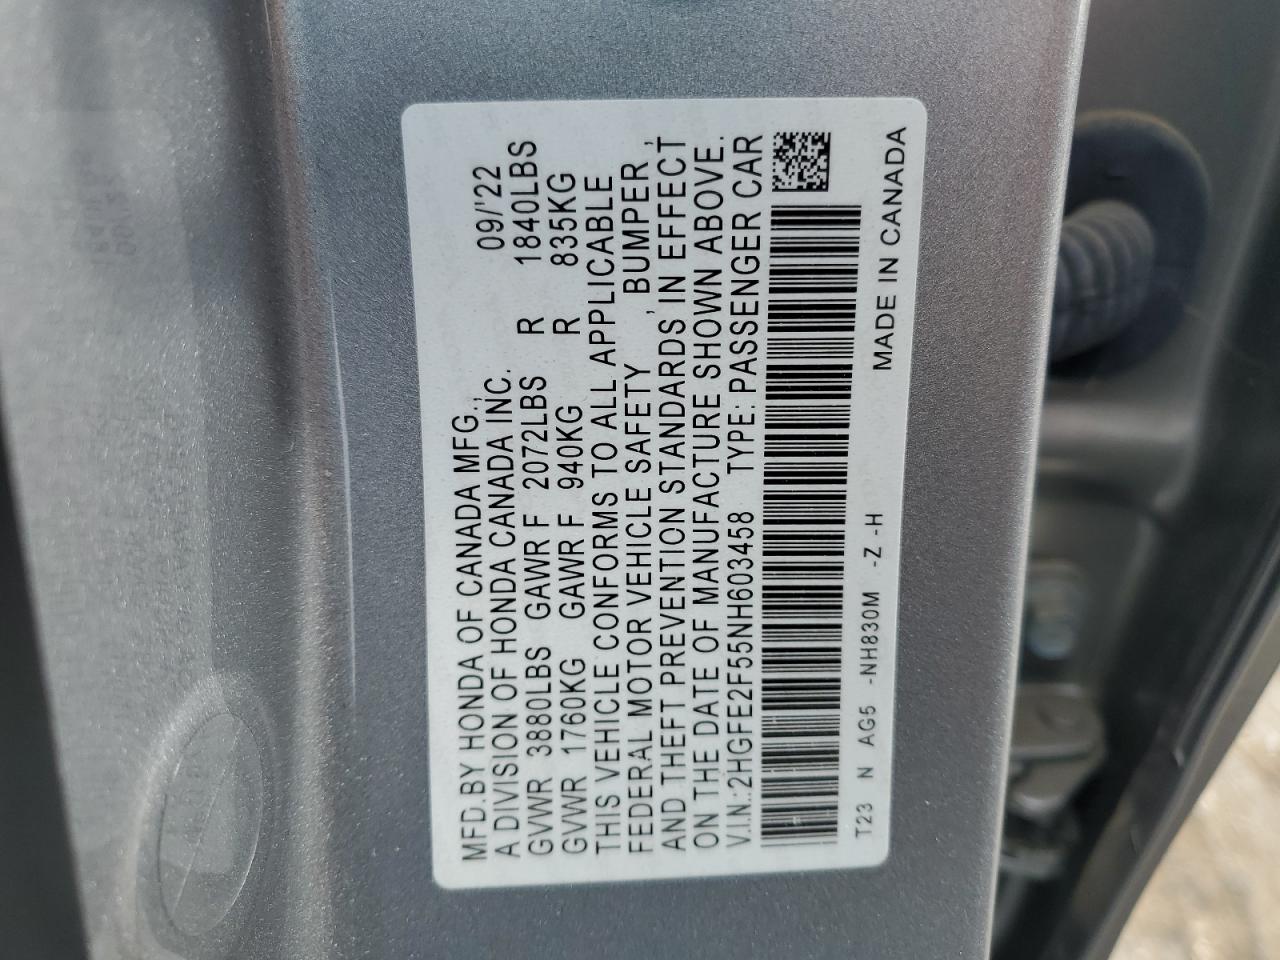 MFD.BY HONDA OF CANADA MFG.,
A DIVISION OF HONDA CANADA INC. 09/'22
GVWR 3880LBS GAWR F 2072LBS R 1840LBS
GVWR 1760KG GAWR F 940KG R 835KG
THIS VEHICLE CONFORMS TO ALL APPLICABLE
FEDERAL MOTOR VEHICLE SAFETY , BUMPER ,
AND THEFT PREVENTION STANDARDS IN EFFECT
ON THE DATE OF MANUFACTURE SHOWN ABOVE.
V.I.N.:2HGFE2F55NH603458 TYPE: PASSENGER CAR
T23 N AG5 -NH830M -Z -H
MADE IN CANADA